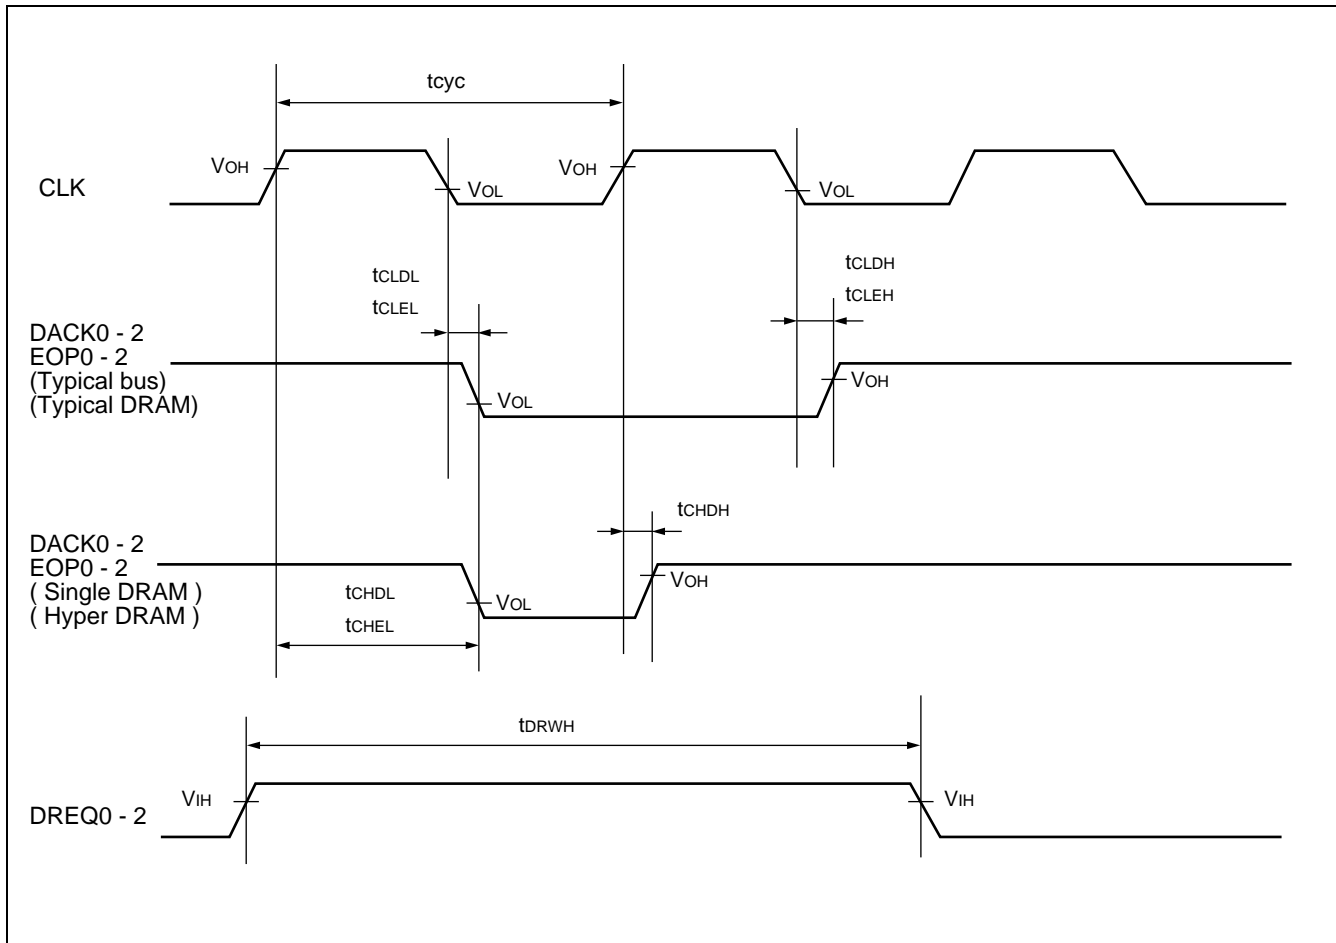 tcyc
VOH
VOH
CLK
VOL
VOL
tCLDL
tCLEL
tCLDH
tCLEH
DACK0 - 2
EOP0 - 2
(Typical bus)
(Typical DRAM)
VOL
VOH
tCHDH
DACK0 - 2
EOP0 - 2
( Single DRAM )
( Hyper DRAM )
tCHDL
tCHEL
VOL
VOH
tDRWH
VIH
VIH
DREQ0 - 2